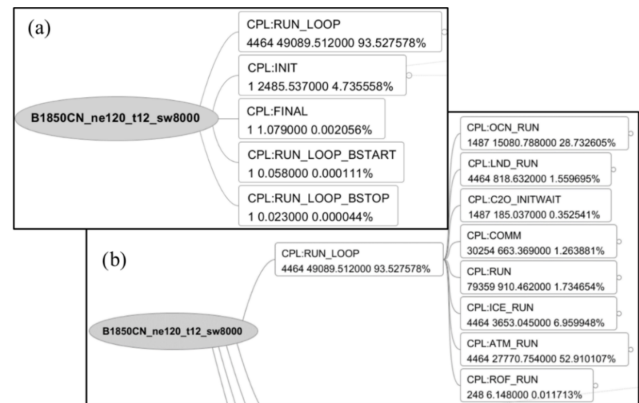 (a)
B1850CN_ne120_t12_sw8000
CPL:RUN_LOOP
4464 49089.512000 93.527578%
CPL:INIT
1 2485.537000 4.735558%
CPL:FINAL
1 1.079000 0.002056%
CPL:RUN_LOOP_BSTART
1 0.058000 0.000111%
CPL:RUN_LOOP_BSTOP
1 0.023000 0.000044%
(b)
B1850CN_ne120_t12_sw8000
CPL:RUN_LOOP
4464 49089.512000 93.527578%
CPL:OCN_RUN
1487 15080.788000 28.732605%
CPL:LND_RUN
4464 818.632000 1.559695%
CPL:C2O_INITWAIT
1487 185.037000 0.352541%
CPL:COMM
30254 663.369000 1.263881%
CPL:RUN
79359 910.462000 1.734654%
CPL:ICE_RUN
4464 3653.045000 6.959948%
CPL:ATM_RUN
4464 27770.754000 52.910107%
CPL:ROF_RUN
248 6.148000 0.011713%